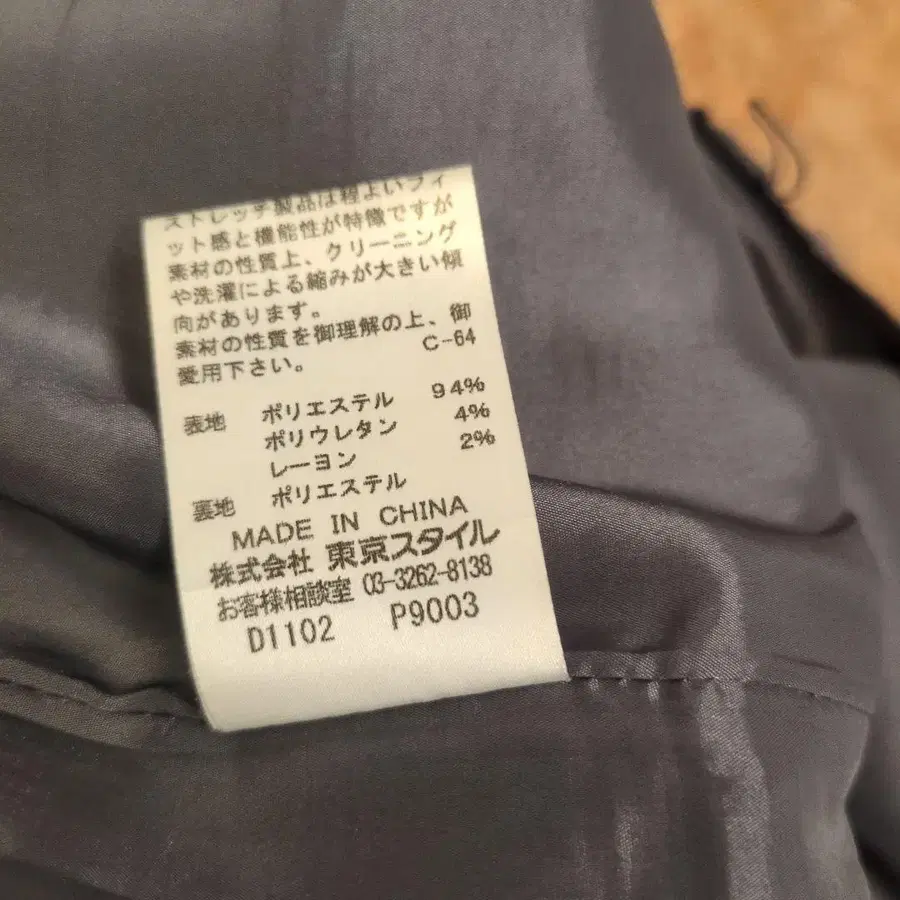 ストレッチ製品は程よいフィ
ット感と機能性が特徴ですが
素材の性質上、クリーニング
や洗濯による縮みが大きい傾
向があります。
素材の性質を御理解の上、御
愛用下さい。 C-64
表地 ポリエステル 94%
ポリウレタン 4%
レーヨン 2%
裏地 ポリエステル
MADE IN CHINA
株式会社 東京スタイル
お客様相談室 03-3262-8138
D1102 P9003